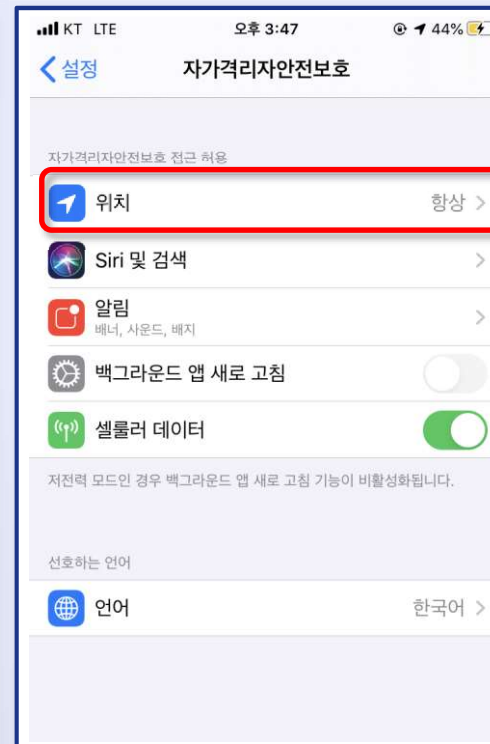 KT LTE 오후 3:47 44%
설정 자가격리자안전보호
자가격리자안전보호 접근 허용
위치 항상
Siri 및 검색
알림
배너, 사운드, 배지
백그라운드 앱 새로 고침
셀룰러 데이터
저전력 모드인 경우 백그라운드 앱 새로 고침 기능이 비활성화됩니다.
선호하는 언어
언어 한국어